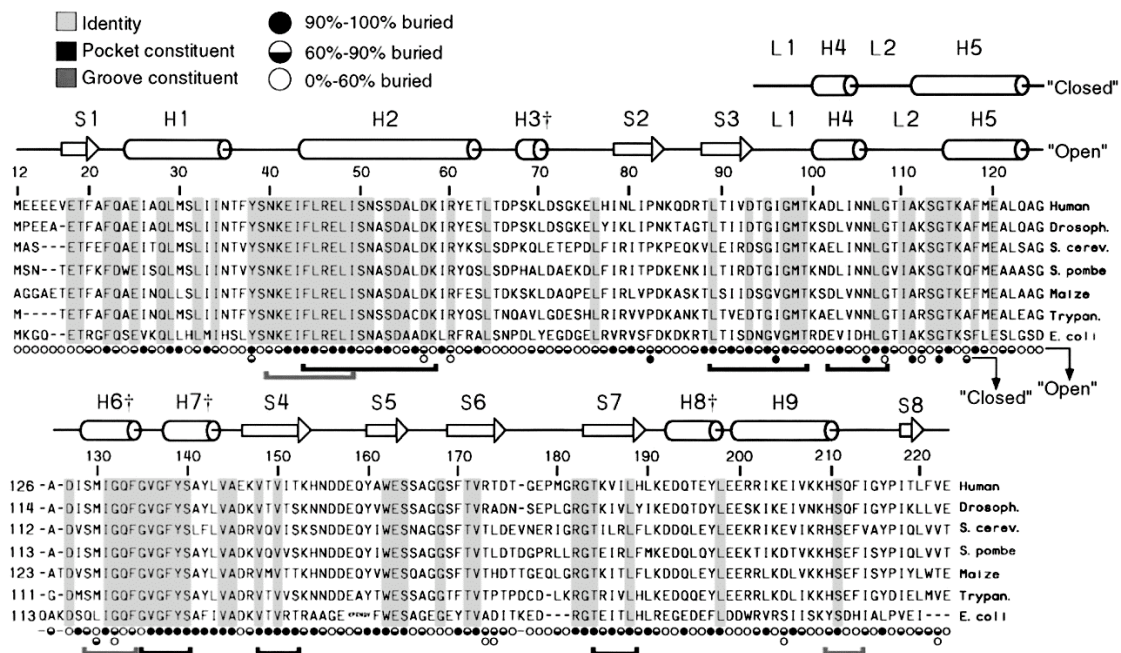 Identity
Pocket constituent
Groove constituent
90%-100% buried
60%-90% buried
0%-60% buried
L1 H4 L2 H5
"Closed"
S1 H1 H2 H3† S2 S3 L1 H4 L2 H5
"Open"
12 20 30 40 50 60 70 80 90 100 110 120
MEEEEVETFAFQAEIAQLMSLIINTFYSNKEIFLRELISNSSDALDKIRYETLTDPSKLDSGKELHINLIPNKQDRTLTIVDTGIGMTKADLINNLGTIAKSGTKAFMEALQAG Human
MPEEA-ETFAFQAEIAQLMSLIINTFYSNKEIFLRELISNASDALDKIRYESLTDPSKLDSGKELYIKLIPNKTAGTLTIIDTGIGMTKSDLVNNLGTIAKSGTKAFMEALQAG Drosoph.
MAS---ETFEFQAEITQLMSLIINTVYSNKEIFLRELISNASDALDKIRYKSLSDPKQLETEPDLFIRITPKPEQKVLEIRDSGIGMTKAELINNLGTIAKSGTKAFMEALSAG S. cerev.
MSN--TETFKFDWEISQLMSLIINTVYSNKEIFLRELISNASDALDKIRYQSLSDPHALDAEKDLFIRITPDKENKILTIRDTGIGMTKNDLINNLGVIAKSGTKQFMEAAASG S. pombe
AGGAETETFAFQAEINQLLSLIINTFYSNKEIFLRELISNASDALDKIRFESLTDKSKLDAQPELFIRLVPDKASKTLSIIDSGVGMTKSDLVNNLGTIARSGTKEFMEALAAG Maize
M----TETFAFQAEINQLMSLIINTFYSNKEIFLRELISNASDACDKIRYQSLTNQAVLGDESHLRIRVVPDKANKTLTVEDTGIGMTKAELVNNLGTIARSGTKAFMEALEAG Trypan.
MKGQ--ETRGFQSEVKQLLHLMIHSLYSNKEIFLRELISNASDAADKLRFRALSNPDLYEGDGELRVRVSFDKDKRTLTISDNGVGMTRDEVIDHLGTIAKSGTKSFLESLGSD E. coli
"Closed" "Open"
H6† H7† S4 S5 S6 S7 H8† H9 S8
130 140 150 160 170 180 190 200 210 220
126 -A-DISMIGQFGVGFYSAYLVAEKVTVITKHNDDEQYAWESSAGGSFTVRTDT-GEPMGRGTKVILHLKEDQTEYLEERRIKEIVKKHSQFIGYPITLFVE Human
114 -A-DISMIGQFGVGFYSAYLVADKVTVTSKNNDDEQYVWESSAGGSFTVRADN-SEPLGRGTKIVLYIKEDQTDYLEESKIKEIVNKHSQFIGYPIKLLVE Drosoph.
112 -A-DVSMIGQFGVGFYSLFLVADRVQVISKSNDDEQYIWESNAGGSFTVTLDEVNERIGRGTILRLFLKDDQLEYLEEKRIKEVIKRHSEFVAYPIQLVVT S. cerev.
113 -A-DISMIGQFGVGFYSAYLVADKVQVVSKHNDDEQYIWESSAGGSFTVTLDTDGPRLLRGTEIRLFMKEDQLQYLEEKTIKDTVKKHSEFISYPIQLVVT S. pombe
123 -ATDVSMIGQFGVGFYSAYLVADRVMVTTKHNDDEQYVWESQAGGSFTVTHDTTGEQLGRGTKITLFLKDDQLEYLEERRLKDLVKKHSEFISYPIYLWTE Maize
111 -G-DMSMIGQFGVGFYSAYLVADRVTVVSKNNDDEAYTWESSAGGTFTVTPTPDCD-LKRGTRIVLHLKEDQQEYLEERRLKDLIKKHSEFIGYDIELMVE Trypan.
113 QAKDSQLIGQFGVGFYSAFIVADKVTVRTRAAGE FWESAGEGEYTVADITKED--RGTEITLHLREGEDEFLDDWRVRSIISKYSDHIALPVEI--- E. coli